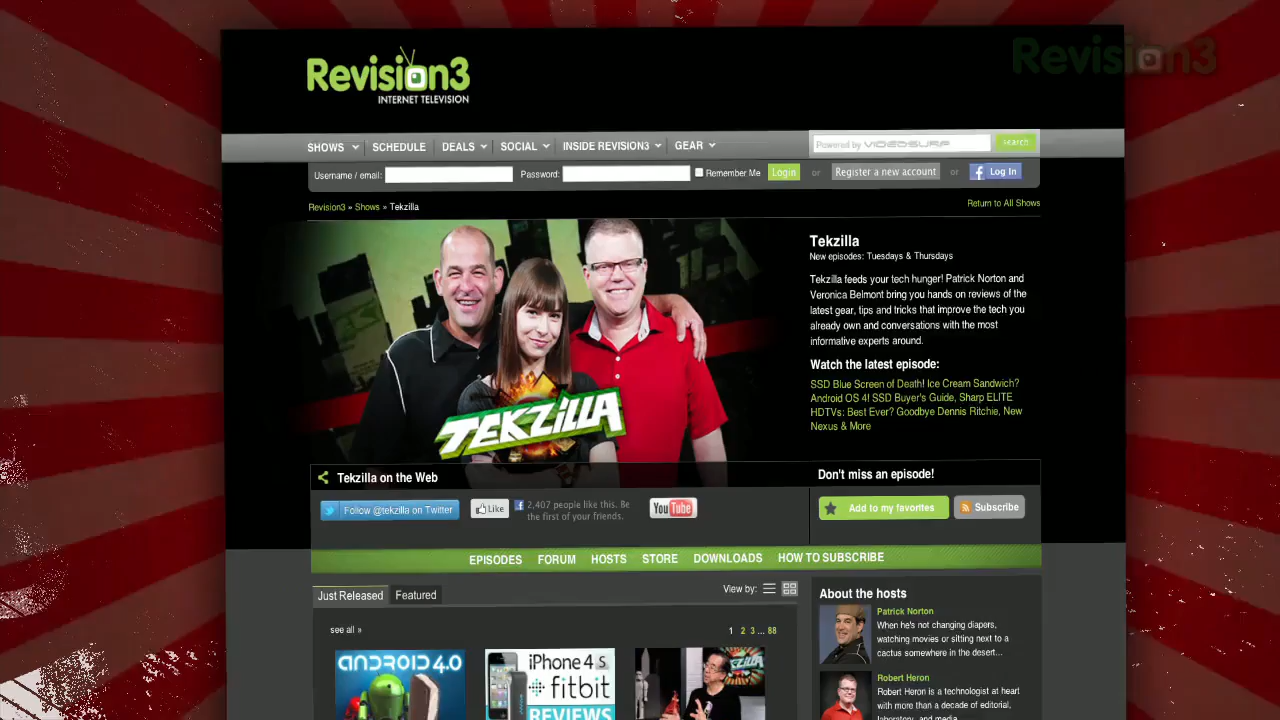 Revision3
INTERNET TELEVISION
Revision3
SHOWS
SCHEDULE
DEALS
SOCIAL
INSIDE REVISION3
GEAR
Powered by VIDEOSURF
search
Username / email:
Password:
Remember Me
Login
or
Register a new account
or
f Log In
Revision3 » Shows » Tekzilla
Return to All Shows
Tekzilla
New episodes: Tuesdays & Thursdays
Tekzilla feeds your tech hunger! Patrick Norton and
Veronica Belmont bring you hands on reviews of the
latest gear, tips and tricks that improve the tech you
already own and conversations with the most
informative experts around.
Watch the latest episode:
SSD Blue Screen of Death! Ice Cream Sandwich?
Android OS 4! SSD Buyer's Guide, Sharp ELITE
HDTVs: Best Ever? Goodbye Dennis Ritchie, New
Nexus & More
TEKZILLA
Tekzilla on the Web
Don't miss an episode!
Follow @tekzilla on Twitter
Like
f 2,407 people like this. Be
the first of your friends.
YouTube
Add to my favorites
Subscribe
EPISODES
FORUM
HOSTS
STORE
DOWNLOADS
HOW TO SUBSCRIBE
Just Released
Featured
View by:
see all »
1 2 3 ... 88
ANDROID 4.0
iPhone 4S
fitbit
REVIEWS
TEKZILLA
About the hosts
Patrick Norton
When he's not changing diapers,
watching movies or sitting next to a
cactus somewhere in the desert...
Robert Heron
Robert Heron is a technologist at heart
with more than a decade of editorial,
laboratory, and media